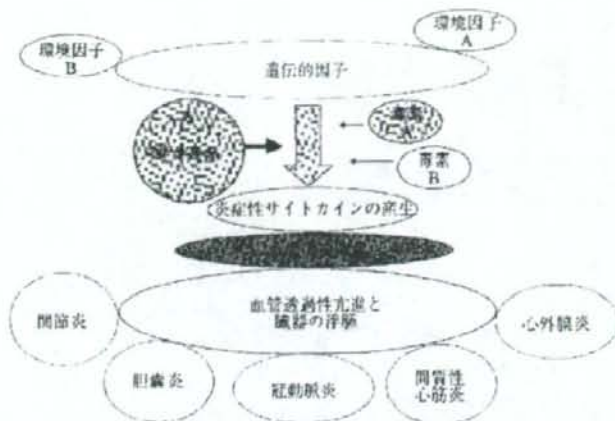 環境因子
A
環境因子
B
遺伝的因子
毒素
B
炎症性サイトカインの産生
血管透過性亢進と
臓器の浮腫
関節炎
心外膜炎
胆嚢炎
冠動脈炎
間質性
心筋炎